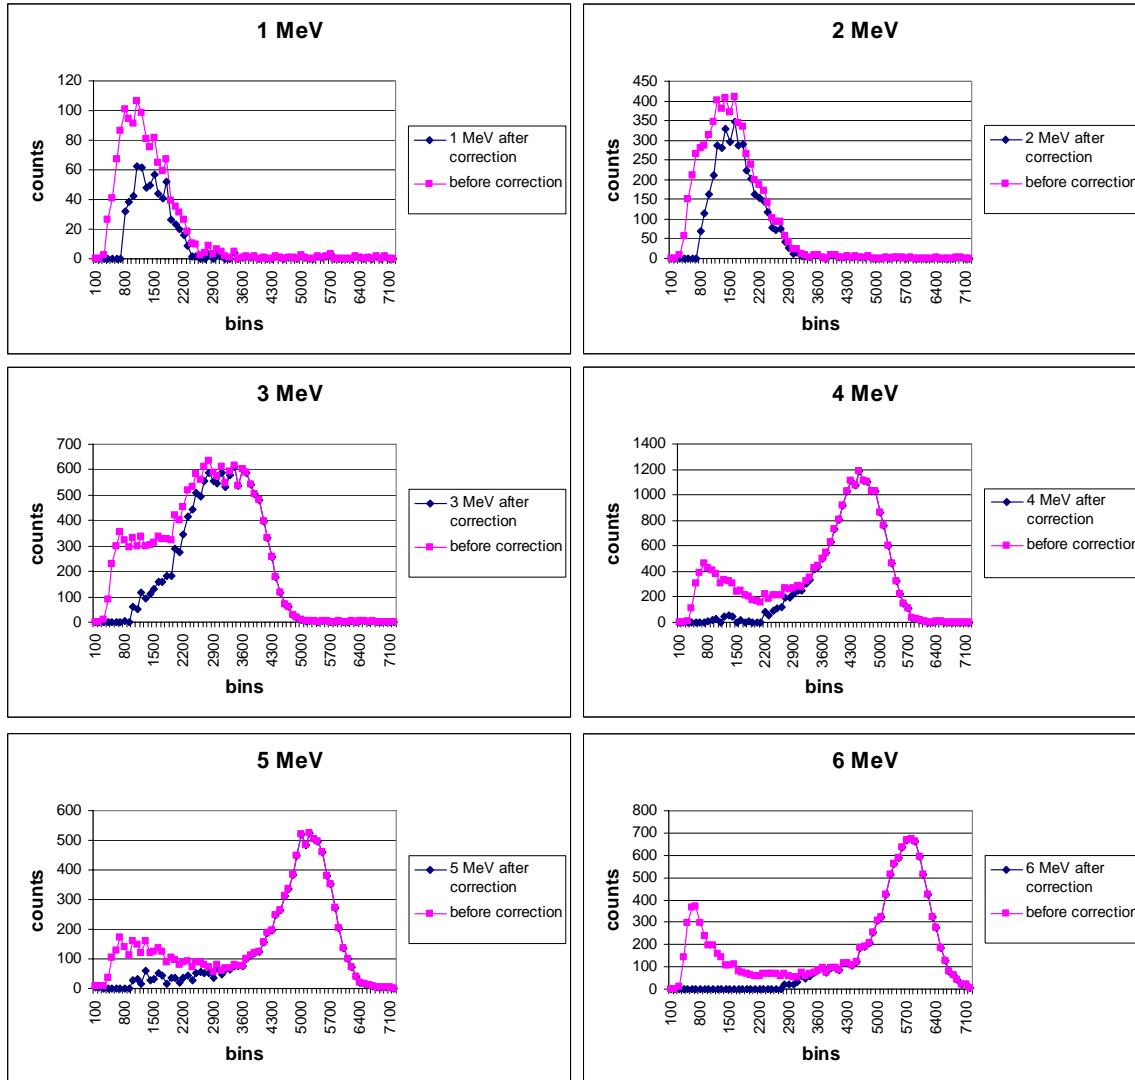 1 MeV
counts
120
100
80
60
40
20
0
100 800 1500 2200 2900 3600 4300 5000 5700 6400 7100
bins
1 MeV after
correction
before correction
2 MeV
counts
450
400
350
300
250
200
150
100
50
0
100 800 1500 2200 2900 3600 4300 5000 5700 6400 7100
bins
2 MeV after
correction
before correction
3 MeV
counts
700
600
500
400
300
200
100
0
100 800 1500 2200 2900 3600 4300 5000 5700 6400 7100
bins
3 MeV after
correction
before correction
4 MeV
counts
1400
1200
1000
800
600
400
200
0
100 800 1500 2200 2900 3600 4300 5000 5700 6400 7100
bins
4 MeV after
correction
before correction
5 MeV
counts
600
500
400
300
200
100
0
100 800 1500 2200 2900 3600 4300 5000 5700 6400 7100
bins
5 MeV after
correction
before correction
6 MeV
counts
800
700
600
500
400
300
200
100
0
100 800 1500 2200 2900 3600 4300 5000 5700 6400 7100
bins
6 MeV after
correction
before correction